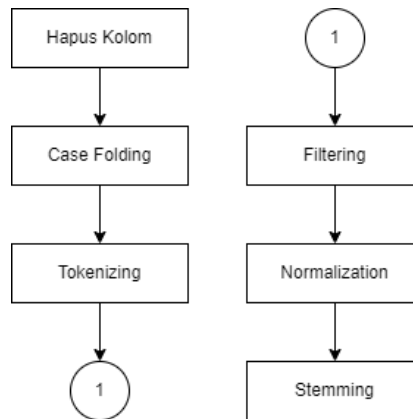 Hapus Kolom
Case Folding
Tokenizing
1
1
Filtering
Normalization
Stemming